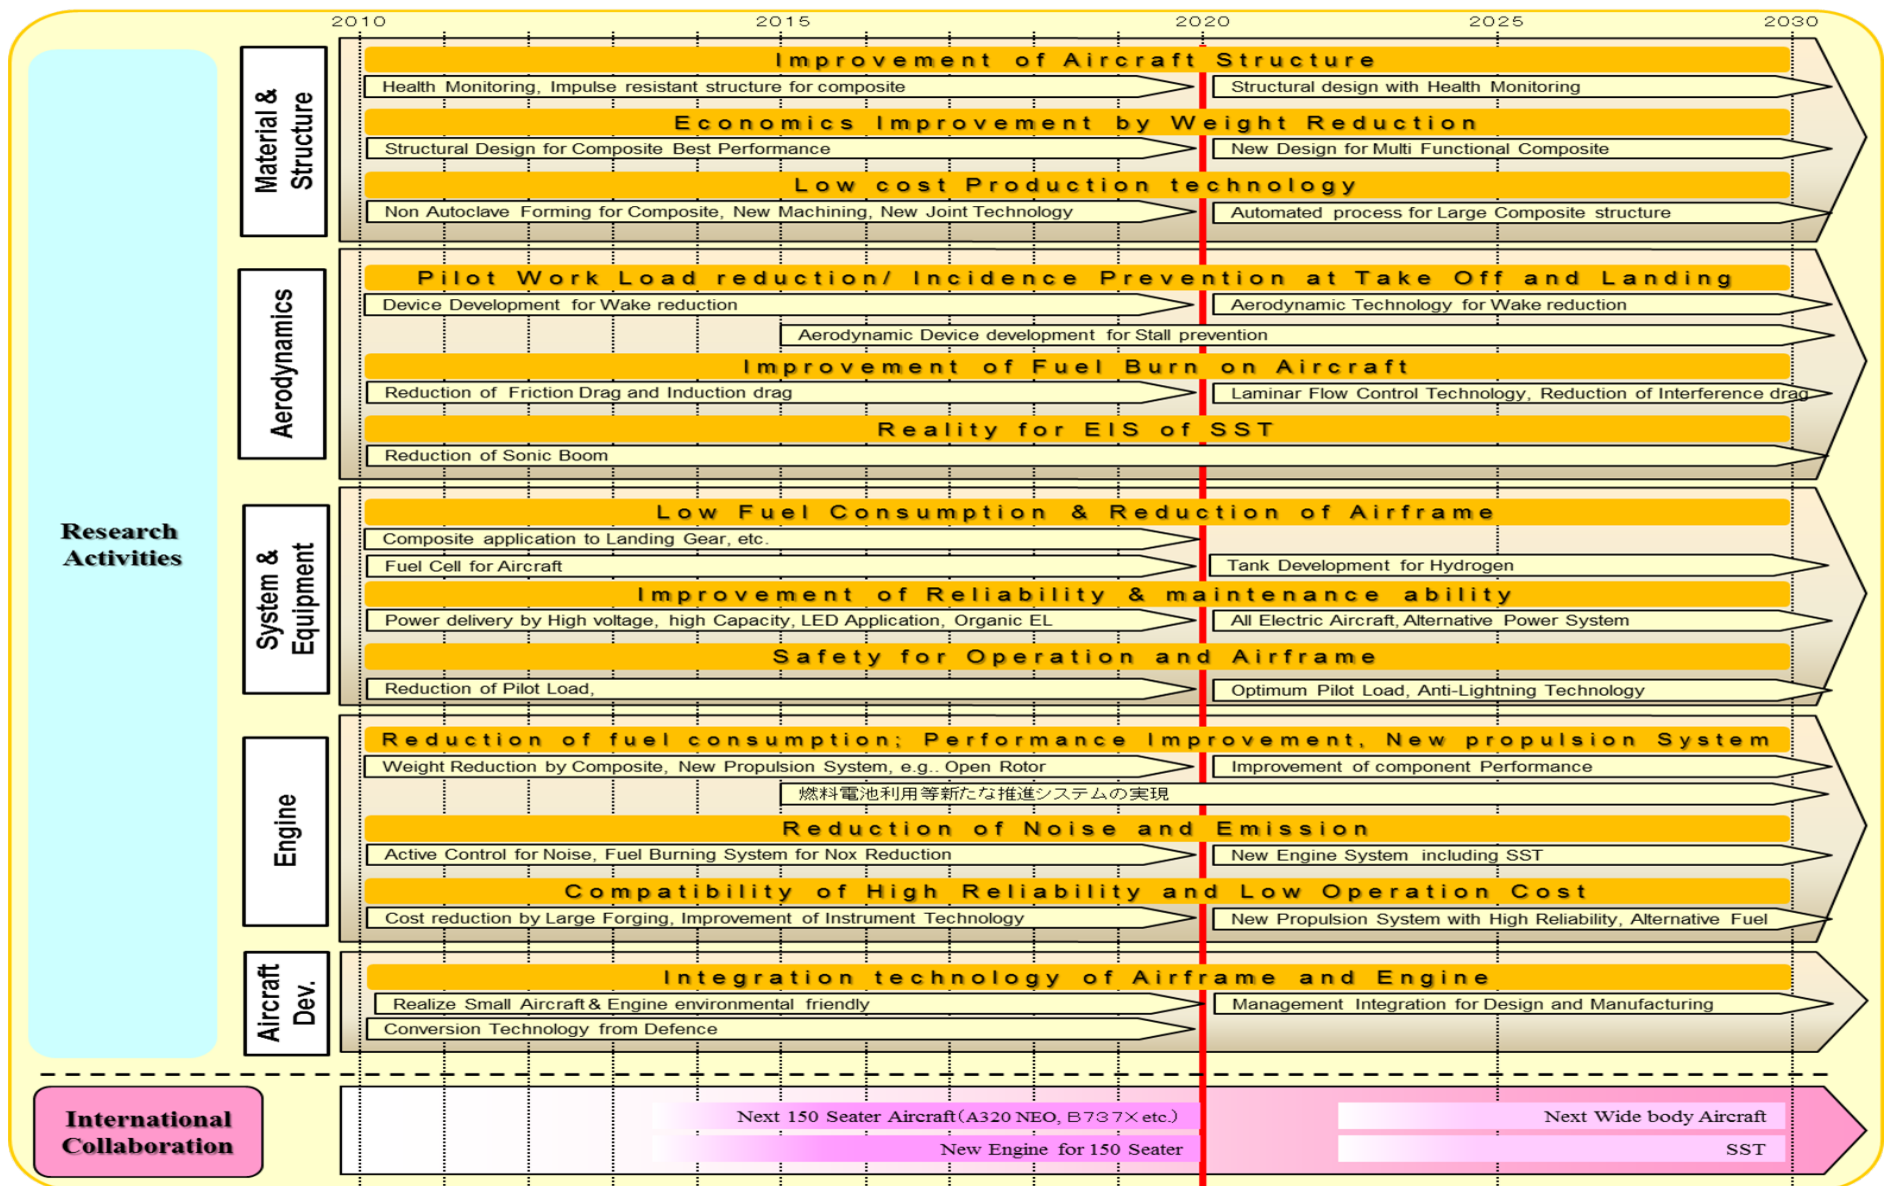 2010 2015 2020 2025 2030
Research
Activities
Material &
Structure
Improvement of Aircraft Structure
Health Monitoring, Impulse resistant structure for composite
Structural design with Health Monitoring
Economics Improvement by Weight Reduction
Structural Design for Composite Best Performance
New Design for Multi Functional Composite
Low cost Production technology
Non Autoclave Forming for Composite, New Machining, New Joint Technology
Automated process for Large Composite structure
Aerodynamics
Pilot Work Load reduction/ Incidence Prevention at Take Off and Landing
Device Development for Wake reduction
Aerodynamic Technology for Wake reduction
Aerodynamic Device development for Stall prevention
Improvement of Fuel Burn on Aircraft
Reduction of Friction Drag and Induction drag
Laminar Flow Control Technology, Reduction of Interference drag
Reality for EIS of SST
Reduction of Sonic Boom
System &
Equipment
Low Fuel Consumption & Reduction of Airframe
Composite application to Landing Gear, etc.
Fuel Cell for Aircraft
Tank Development for Hydrogen
Improvement of Reliability & maintenance ability
Power delivery by High voltage, high Capacity, LED Application, Organic EL
All Electric Aircraft, Alternative Power System
Safety for Operation and Airframe
Reduction of Pilot Load,
Optimum Pilot Load, Anti-Lightning Technology
Engine
Reduction of fuel consumption; Performance Improvement, New propulsion System
Weight Reduction by Composite, New Propulsion System, e.g.. Open Rotor
Improvement of component Performance
燃料電池利用等新たな推進システムの実現
Reduction of Noise and Emission
Active Control for Noise, Fuel Burning System for Nox Reduction
New Engine System including SST
Compatibility of High Reliability and Low Operation Cost
Cost reduction by Large Forging, Improvement of Instrument Technology
New Propulsion System with High Reliability, Alternative Fuel
Aircraft
Dev.
Integration technology of Airframe and Engine
Realize Small Aircraft & Engine environmental friendly
Management Integration for Design and Manufacturing
Conversion Technology from Defence
International
Collaboration
Next 150 Seater Aircraft(A320 NEO, B737X etc.)
Next Wide body Aircraft
New Engine for 150 Seater
SST